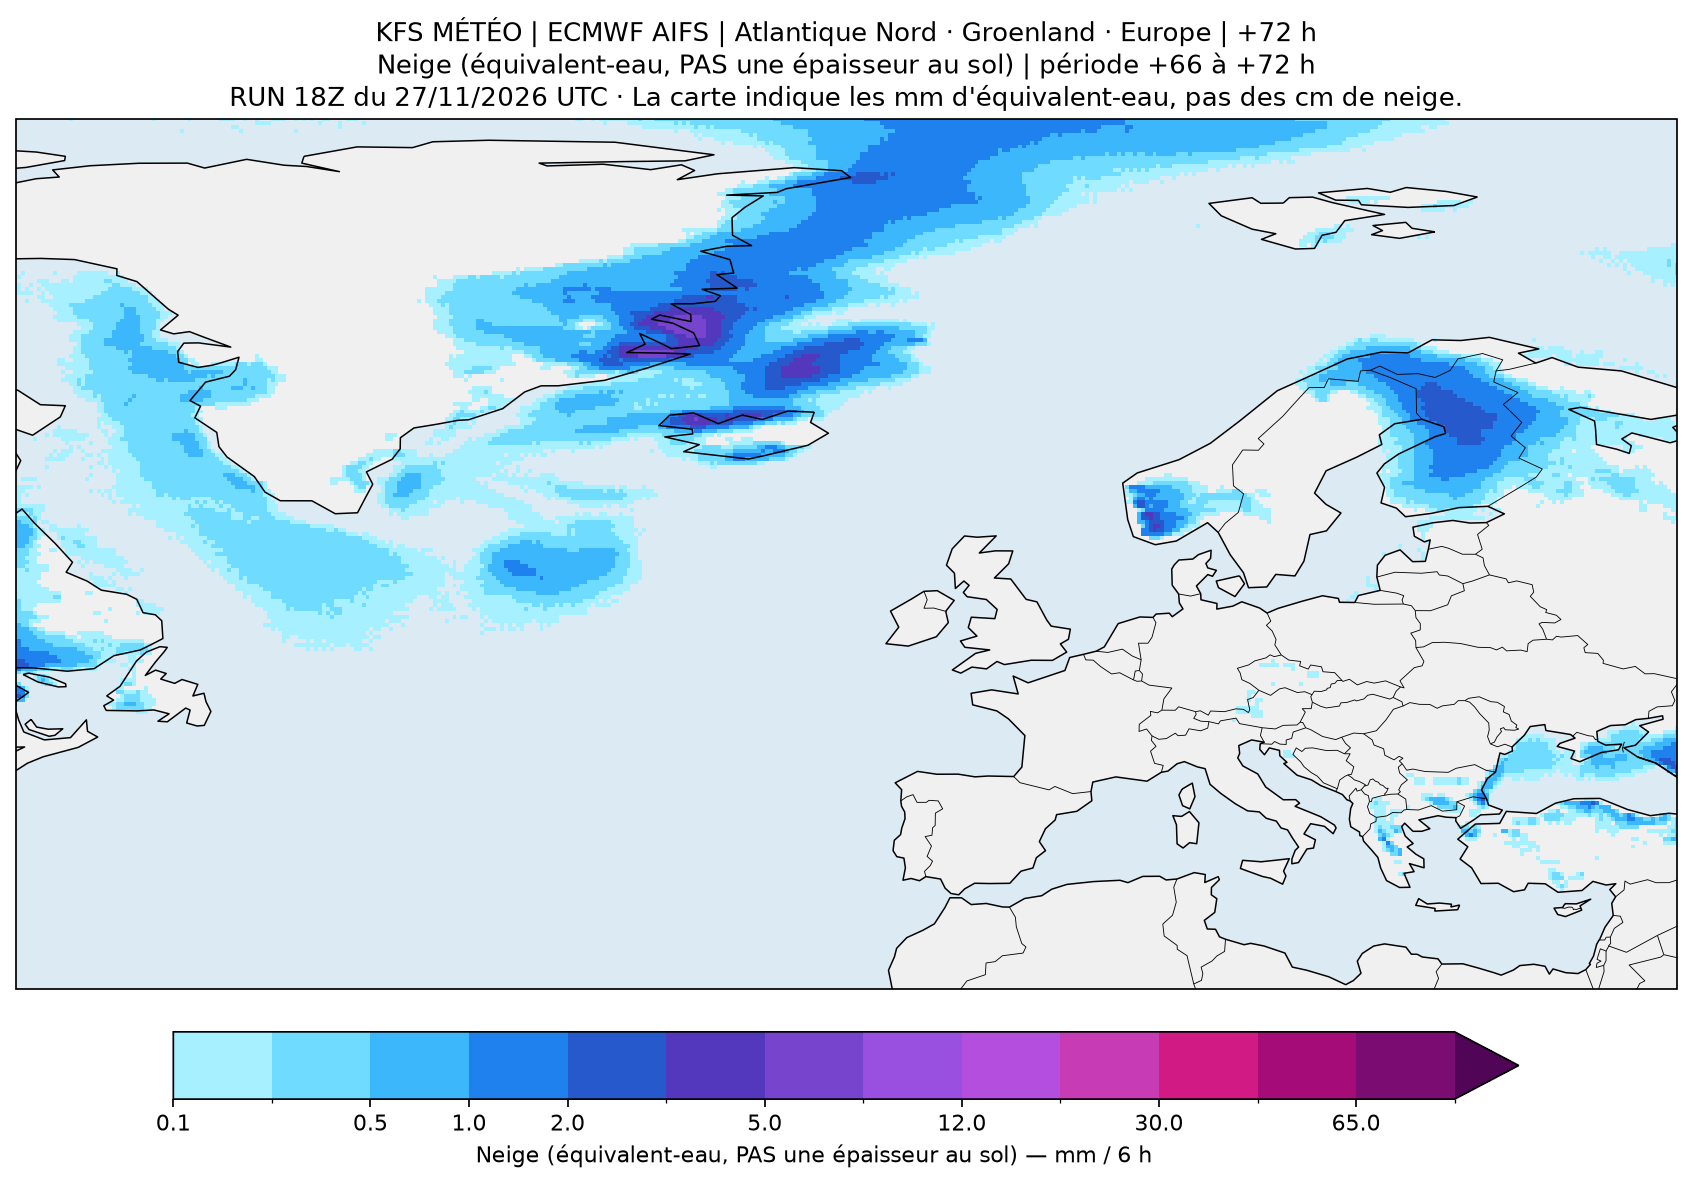 KFS MÉTÉO | ECMWF AIFS | Atlantique Nord · Groenland · Europe | +72 h
Neige (équivalent-eau, PAS une épaisseur au sol) | période +66 à +72 h
RUN 18Z du 27/11/2026 UTC · La carte indique les mm d'équivalent-eau, pas des cm de neige.
0.1 0.5 1.0 2.0 5.0 12.0 30.0 65.0
Neige (équivalent-eau, PAS une épaisseur au sol) — mm / 6 h